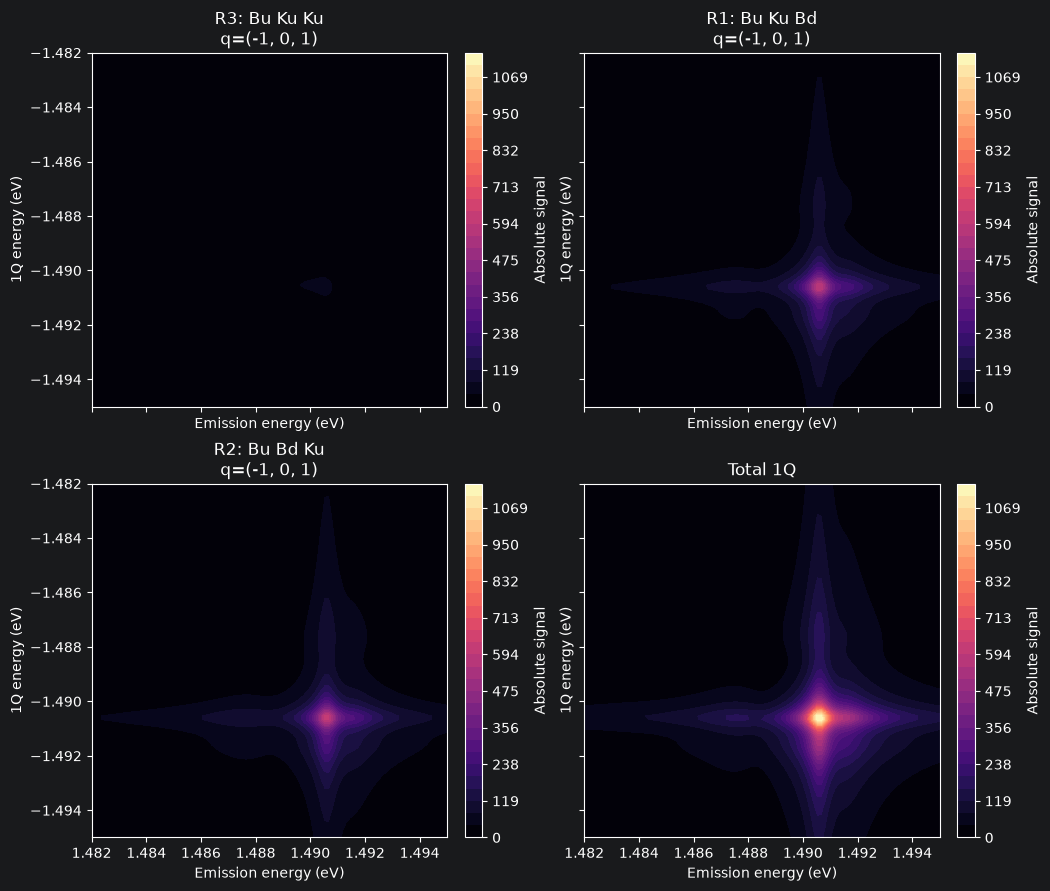 R3: Bu Ku Ku
q=(-1, 0, 1)
−1.482
−1.484
−1.486
−1.488
−1.490
−1.492
−1.494
1Q energy (eV)
Emission energy (eV)
1069
950
832
713
594
475
356
238
119
0
Absolute signal
R1: Bu Ku Bd
q=(-1, 0, 1)
1Q energy (eV)
Emission energy (eV)
1069
950
832
713
594
475
356
238
119
0
Absolute signal
R2: Bu Bd Ku
q=(-1, 0, 1)
−1.482
−1.484
−1.486
−1.488
−1.490
−1.492
−1.494
1Q energy (eV)
1.482 1.484 1.486 1.488 1.490 1.492 1.494
Emission energy (eV)
1069
950
832
713
594
475
356
238
119
0
Absolute signal
Total 1Q
1Q energy (eV)
1.482 1.484 1.486 1.488 1.490 1.492 1.494
Emission energy (eV)
1069
950
832
713
594
475
356
238
119
0
Absolute signal